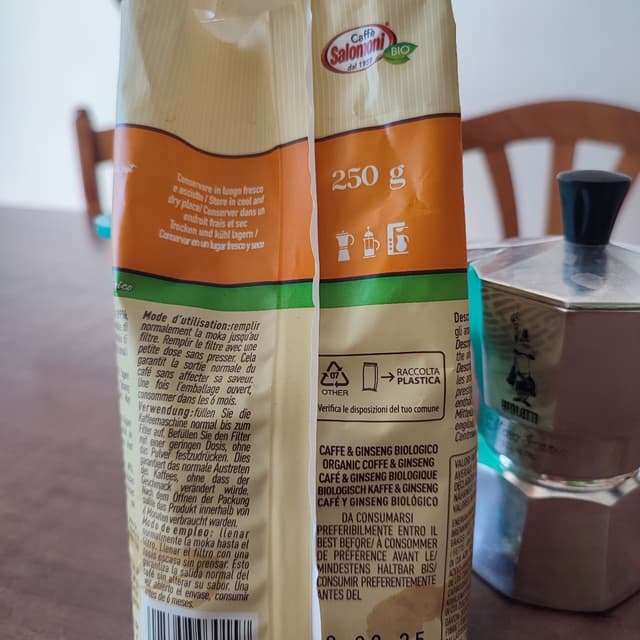 Conservare in luogo fresco
e asciutto / Store in cool and
dry place/ Conserver dans un
endroit frais et sec
Trocken und kühl lagern /
Conservar en un lugar fresco y seco
Mode d'utilisation:remplir
normalement la moka jusqu'au
filtre. Remplir le filtre avec une
petite dose sans presser. Cela
garantit la sortie normale du
café sans affecter sa saveur.
Une fois l'emballage ouvert,
consommer dans les 6 mois.
Verwendung:füllen Sie die
Kaffeemaschine normal bis zum
Filter auf. Befüllen Sie den Filter
mit einer geringen Dosis, ohne
das Pulver festzudrücken. Dies
garantiert das normale Austreten
des Kaffees, ohne dass der
Geschmack verändert würde.
Nach dem Öffnen der Packung
das Produkt innerhalb von
Monaten verbraucht werden.
Modo de empleo: llenar
normalmente la moka hasta el
filtro. Llenar el filtro con una
dosis escasa sin prensar. Esto
garantiza la salida normal del
café sin alterar su sabor. Una
vez abierto el envase, consumir
antes de 6 meses.
Caffè
Salomoni
dal 1957
BIO
250 g
07
OTHER
RACCOLTA
PLASTICA
Verifica le disposizioni del tuo comune
CAFFE & GINSENG BIOLOGICO
ORGANIC COFFE & GINSENG
CAFÉ & GINSENG BIOLOGIQUE
BIOLOGISCH KAFFE & GINSENG
CAFÉ Y GINSENG BIOLÓGICO
DA CONSUMARSI
PREFERIBILMENTE ENTRO IL
BEST BEFORE/ A CONSOMMER
DE PRÉFÉRENCE AVANT LE/
MINDESTENS HALTBAR BIS/
CONSUMIR PREFERENTEMENTE
ANTES DEL
BIALETTI